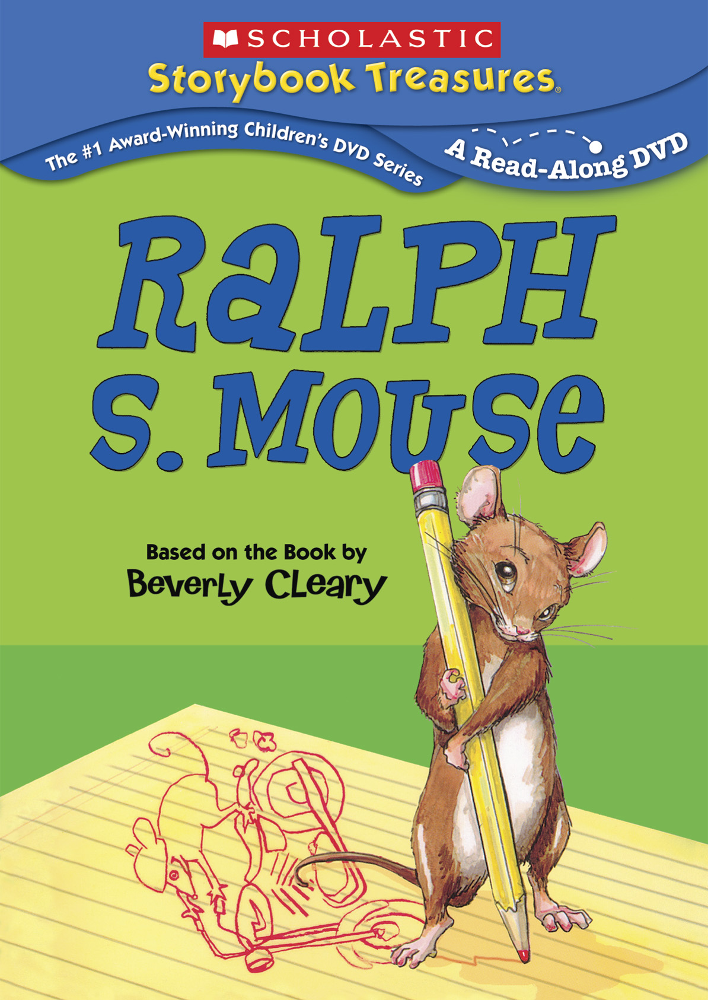 SCHOLASTIC
Storybook Treasures®
The #1 Award-Winning Children's DVD Series
A Read-Along DVD
RaLPH
S. MOUSe
Based on the Book by
Beverly Cleary